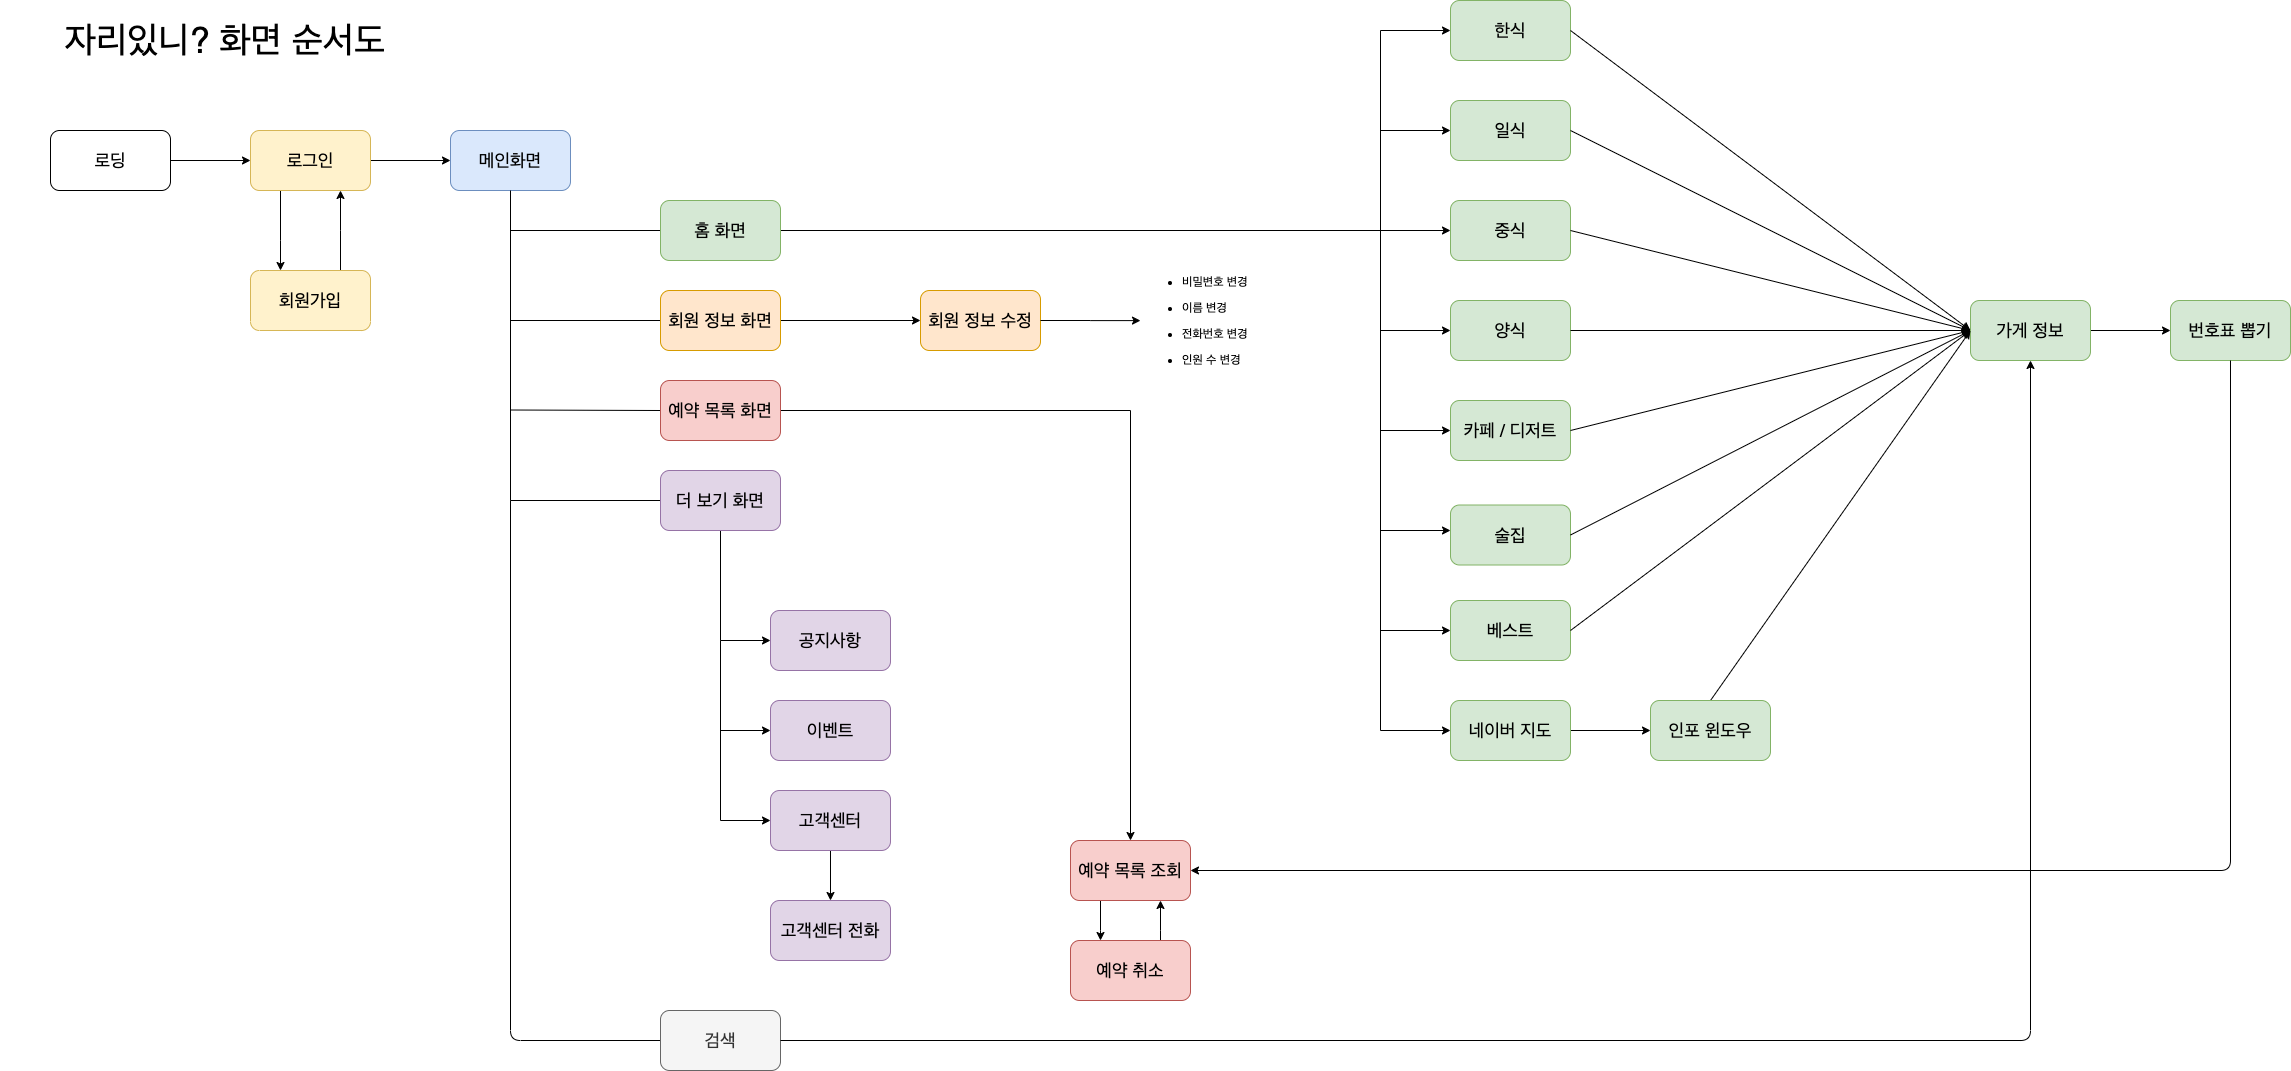 자리있니? 화면 순서도
로딩
로그인
회원가입
메인화면
홈 화면
회원 정보 화면
회원 정보 수정
• 비밀번호 변경
• 이름 변경
• 전화번호 변경
• 인원 수 변경
예약 목록 화면
더 보기 화면
공지사항
이벤트
고객센터
고객센터 전화
예약 목록 조회
예약 취소
검색
한식
일식
중식
양식
카페 / 디저트
술집
베스트
네이버 지도
인포 윈도우
가게 정보
번호표 뽑기